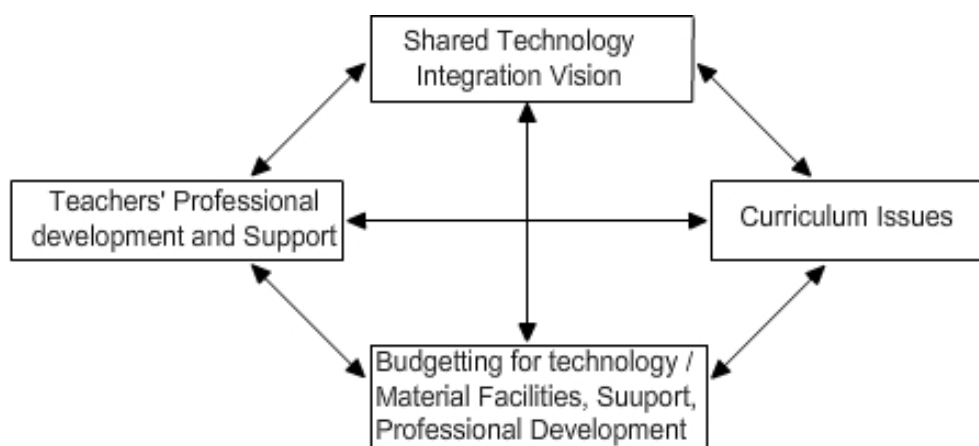 Shared Technology
Integration Vision
Teachers' Professional
development and Support
Curriculum Issues
Budgetting for technology /
Material Facilities, Suuport,
Professional Development